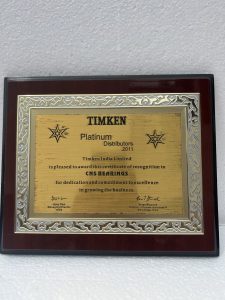 TIMKEN
Platinum
Distributors
2011
Timken India Limited
is pleased to award this certificate of recognition to
CNS BEARINGS
for dedication and commitment to excellence
in growing the business.